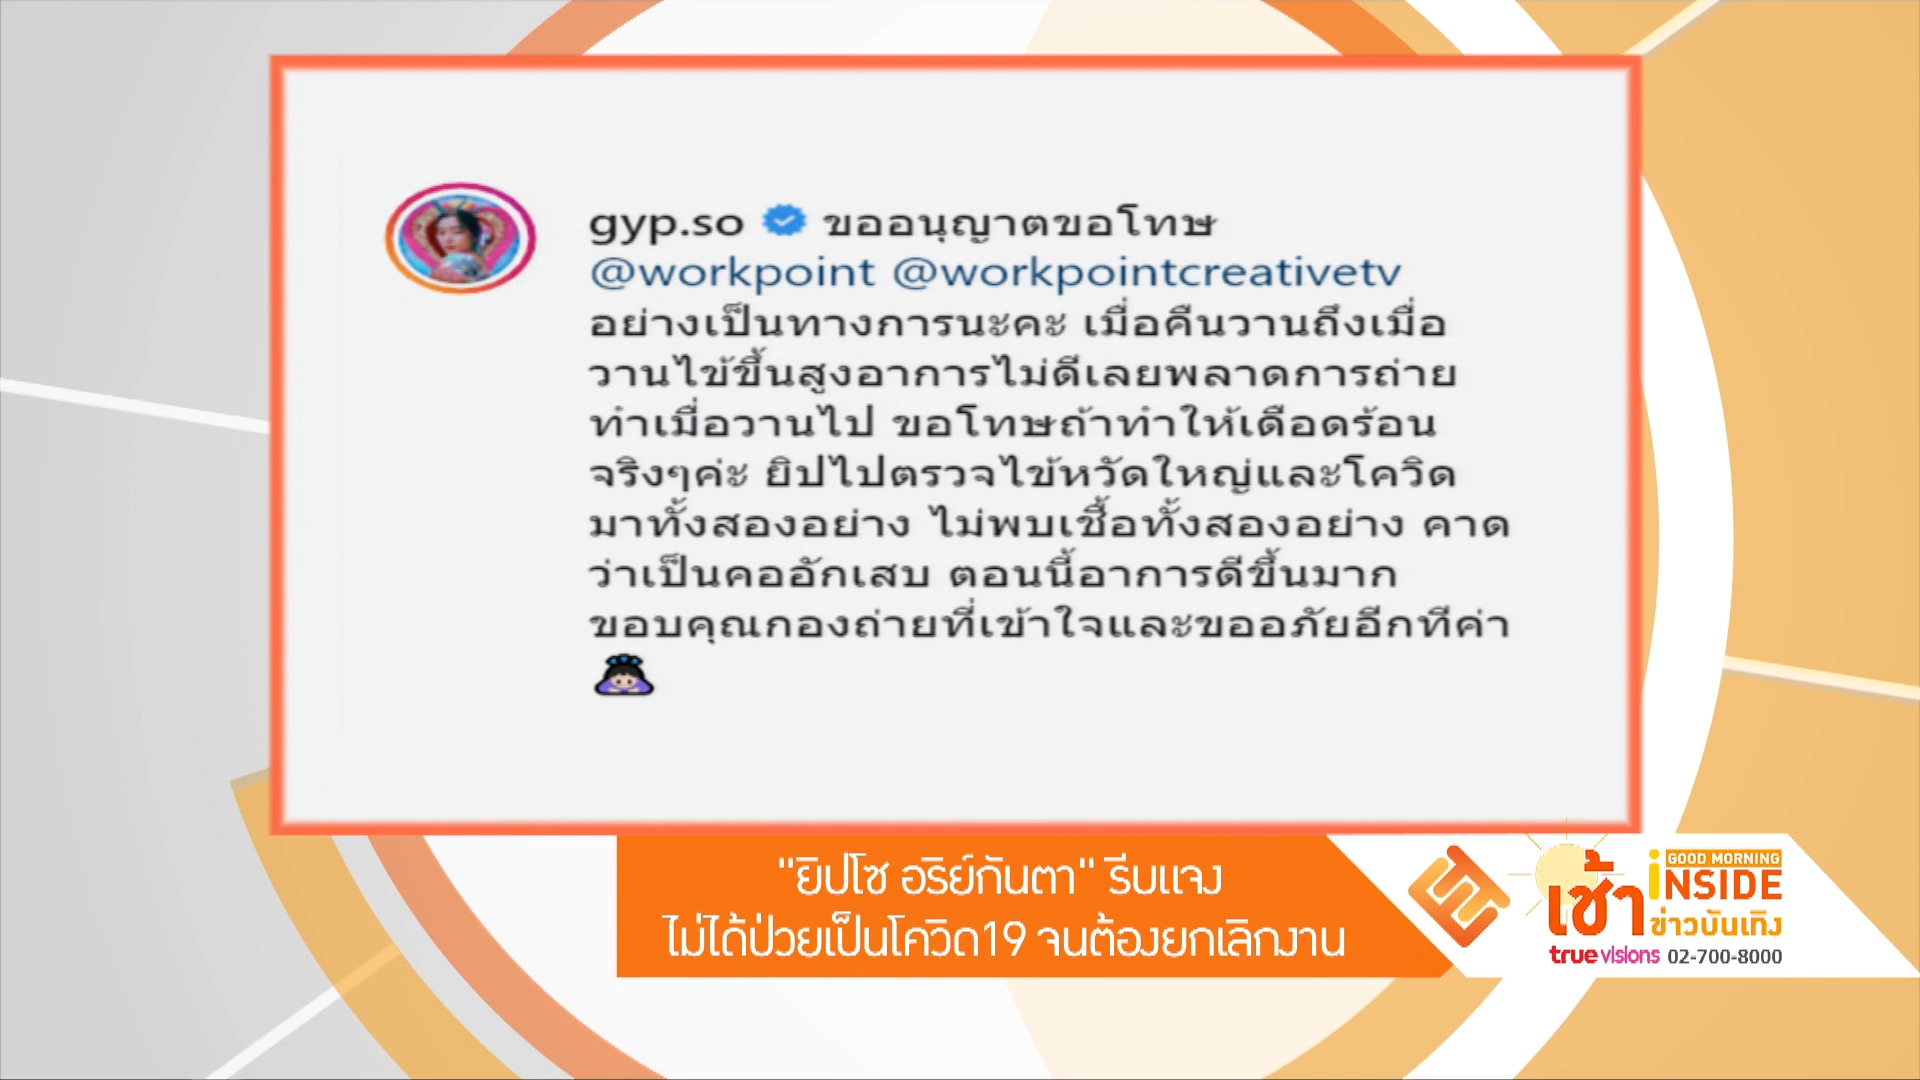 gyp.so ขออนุญาตขอโทษ
@workpoint @workpointcreativetv
อย่างเป็นทางการนะคะ เมื่อคืนวานถึงเมื่อ
วานไข้ขึ้นสูงอาการไม่ดีเลยพลาดการถ่าย
ทำเมื่อวานไป ขอโทษถ้าทำให้เดือดร้อน
จริงๆค่ะ ยิปไปตรวจไข้หวัดใหญ่และโควิด
มาทั้งสองอย่าง ไม่พบเชื้อทั้งสองอย่าง คาด
ว่าเป็นคออักเสบ ตอนนี้อาการดีขึ้นมาก
ขอบคุณกองถ่ายที่เข้าใจและขออภัยอีกทีค่า
"ยิปโซ อริย์กันตา" รีบแจง
ไม่ได้ป่วยเป็นโควิด19 จนต้องยกเลิกงาน
GOOD MORNING
เช้า iNSIDE
ข่าวบันเทิง
true visions 02-700-8000